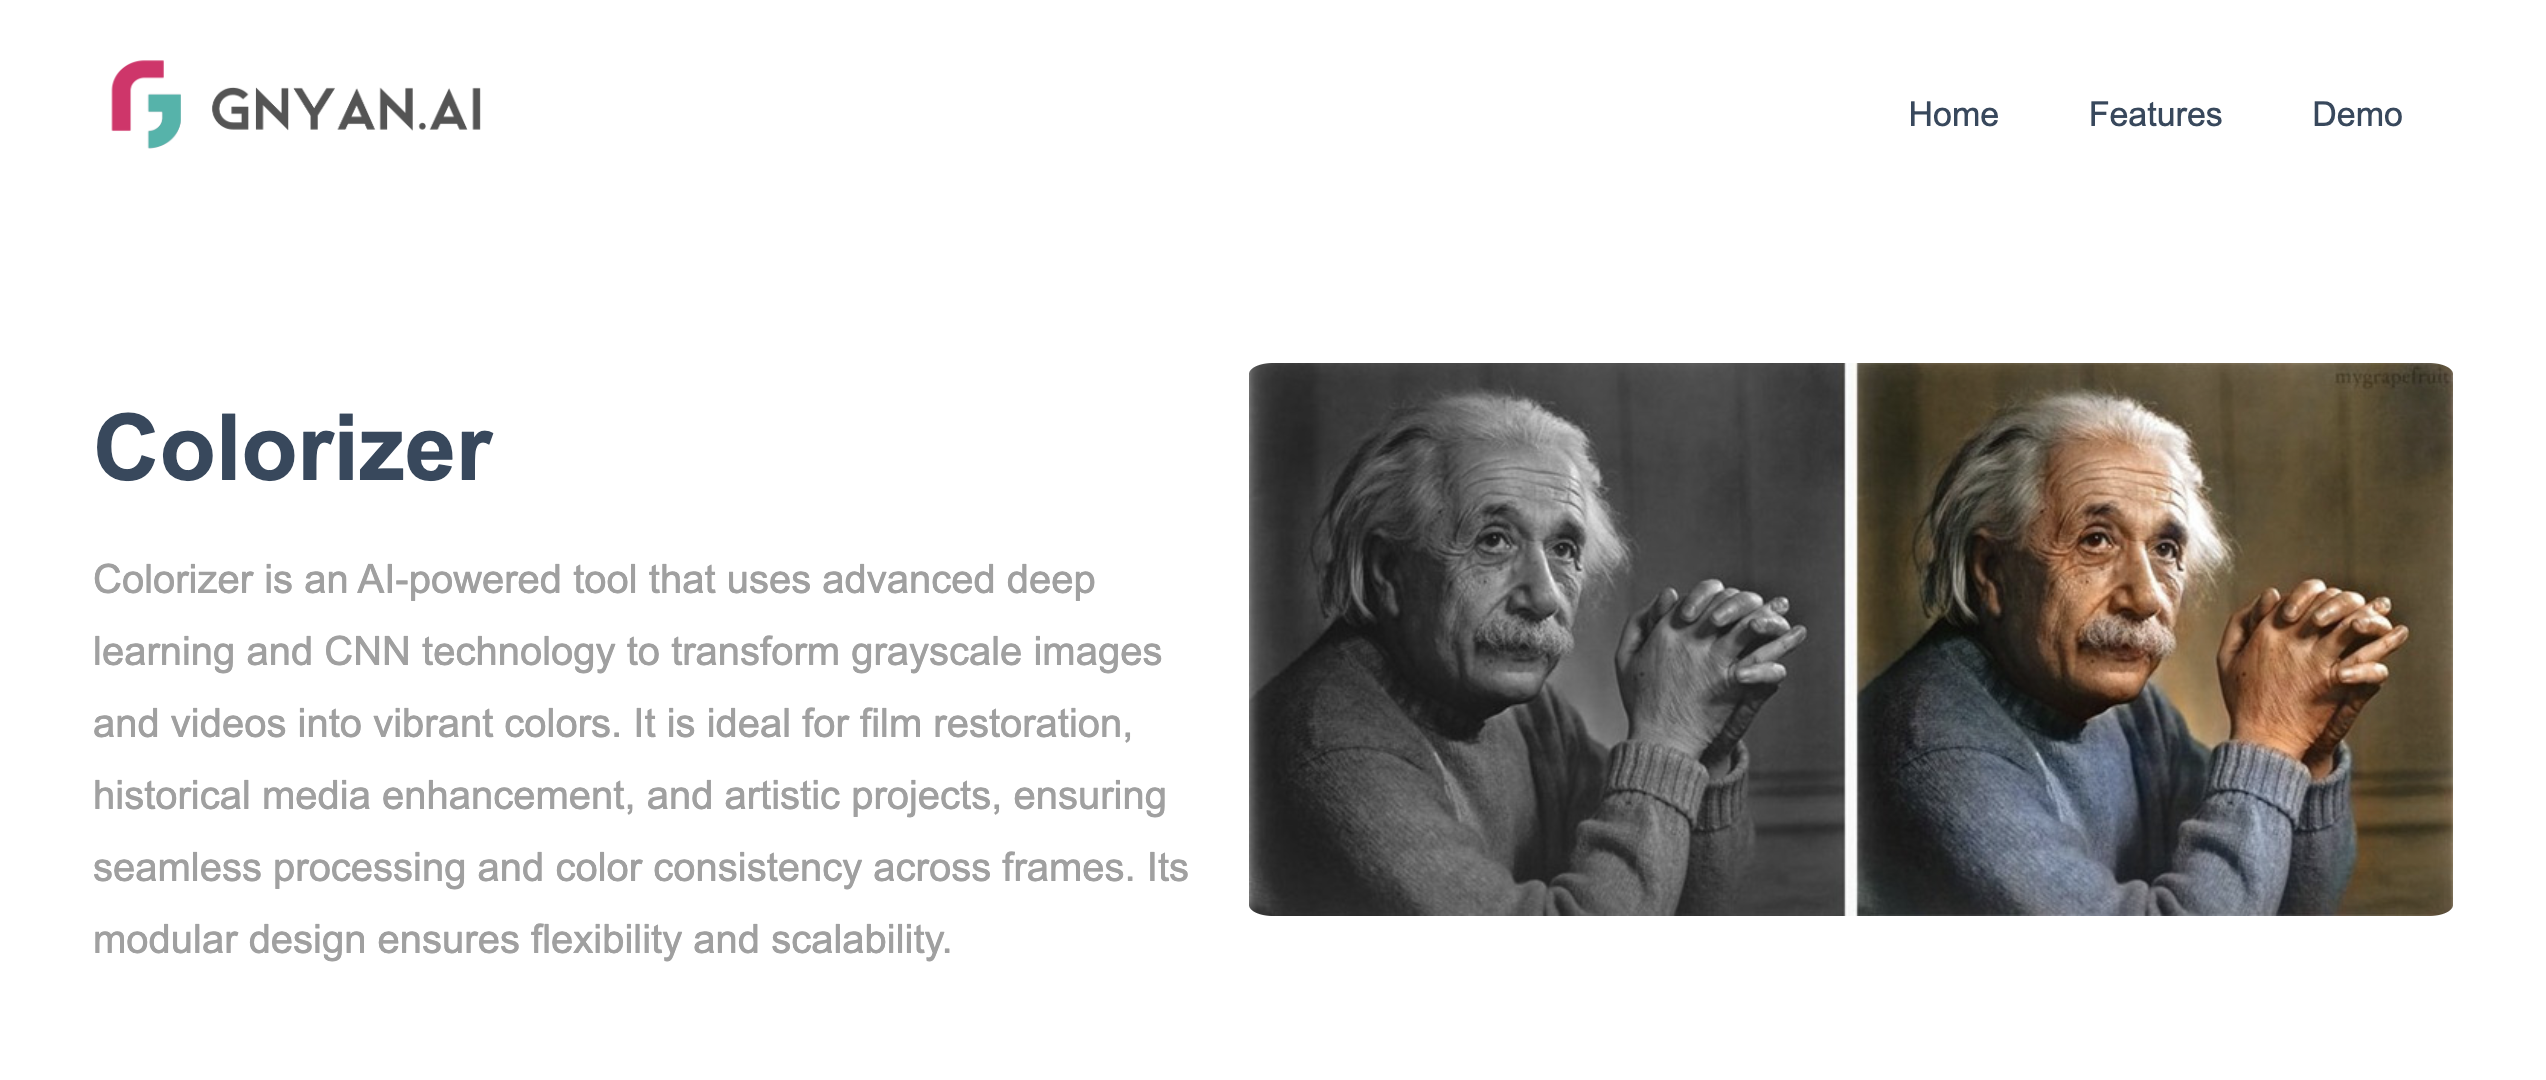 GNYAN.AI
Home Features Demo
mygrapefruit
Colorizer
Colorizer is an AI-powered tool that uses advanced deep
learning and CNN technology to transform grayscale images
and videos into vibrant colors. It is ideal for film restoration,
historical media enhancement, and artistic projects, ensuring
seamless processing and color consistency across frames. Its
modular design ensures flexibility and scalability.